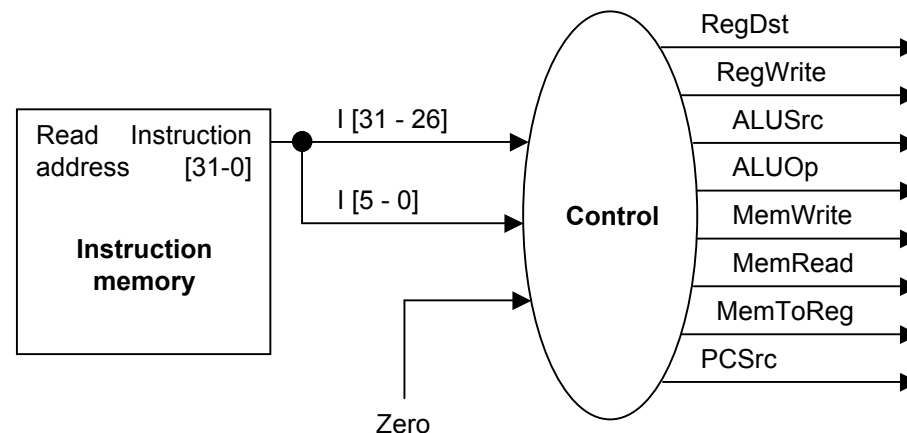 RegDst
RegWrite
I [31 - 26]
ALUSrc
Read Instruction
address [31-0]
ALUOp
I [5 - 0]
Control
MemWrite
Instruction
memory
MemRead
MemToReg
PCSrc
Zero